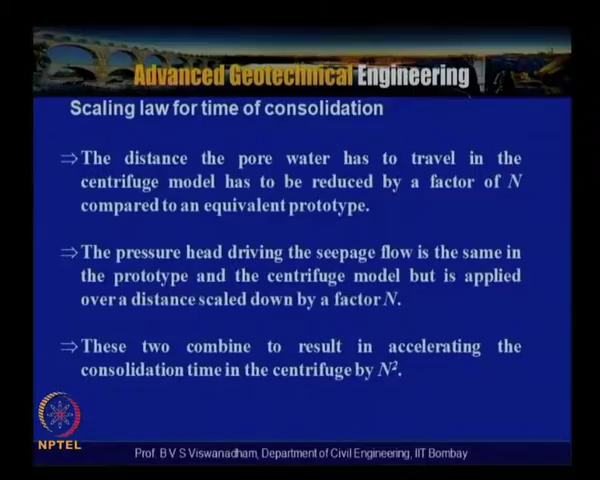 Advanced Geotechnical Engineering
Scaling law for time of consolidation
⇒ The distance the pore water has to travel in the
centrifuge model has to be reduced by a factor of N
compared to an equivalent prototype.
⇒ The pressure head driving the seepage flow is the same in
the prototype and the centrifuge model but is applied
over a distance scaled down by a factor N.
⇒ These two combine to result in accelerating the
consolidation time in the centrifuge by N².
NPTEL
Prof. B V S Viswanadham, Department of Civil Engineering, IIT Bombay